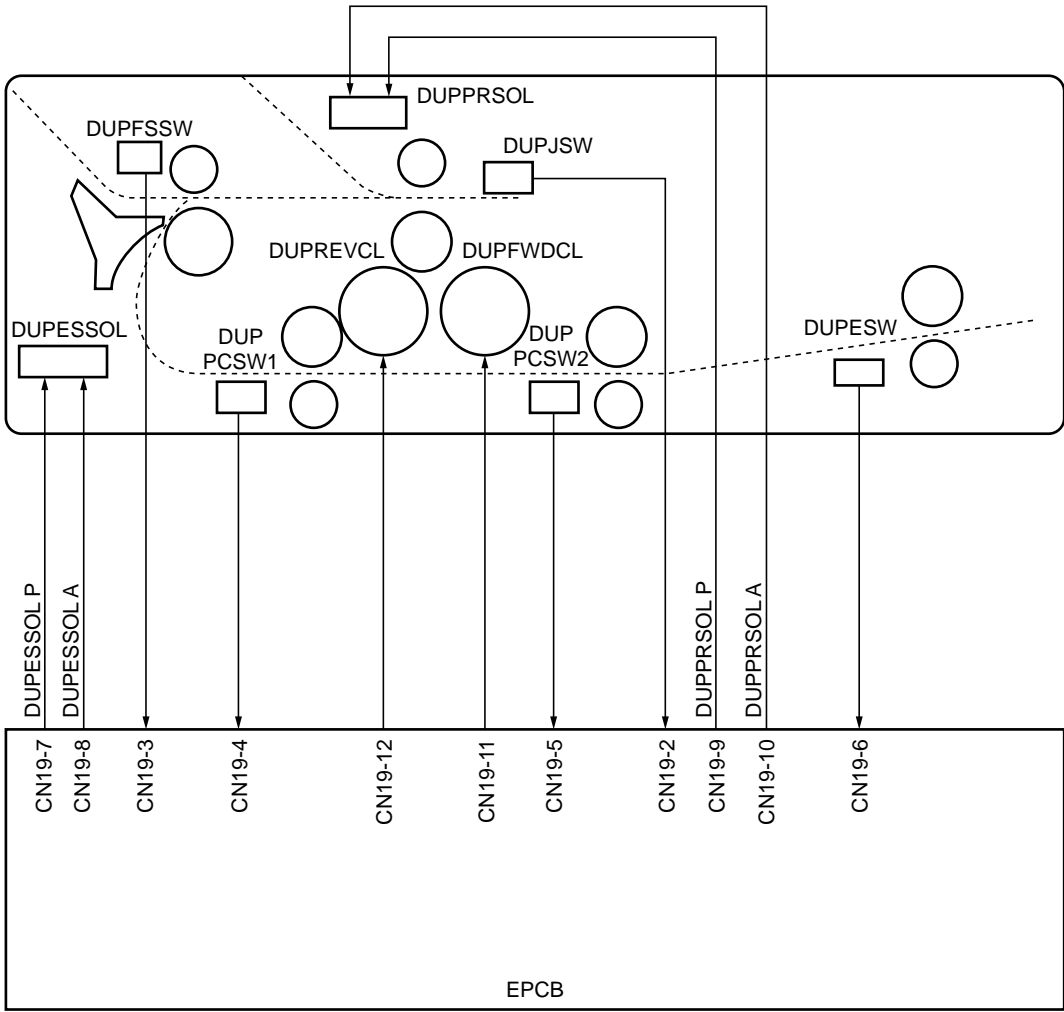 DUPPRSOL
DUPFSSW
DUPJSW
DUPREVCL
DUPFWDCL
DUPESSOL
DUP
PCSW1
DUP
PCSW2
DUPESW
DUPESSOL P
DUPESSOL A
DUPPRSOL P
DUPPRSOL A
CN19-7
CN19-8
CN19-3
CN19-4
CN19-12
CN19-11
CN19-5
CN19-2
CN19-9
CN19-10
CN19-6
EPCB